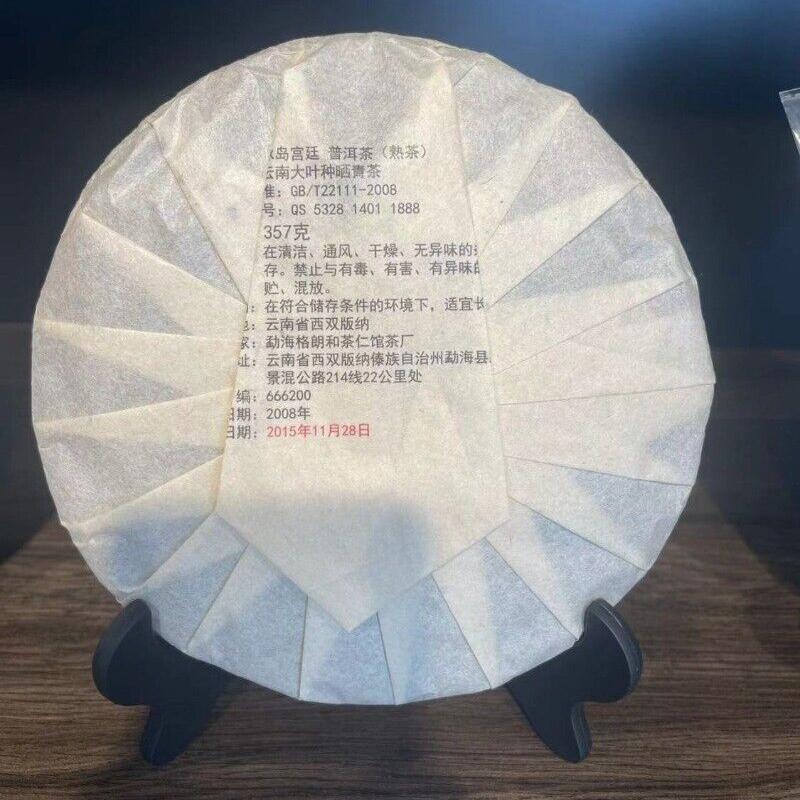 岛宫廷 普洱茶（熟茶）
云南大叶种晒青茶
准：GB/T22111-2008
号：QS 5328 1401 1888
357克
在清洁、通风、干燥、无异味的
存。禁止与有毒、有害、有异味的
贮、混放。
：在符合储存条件的环境下，适宜长
：云南省西双版纳
家：勐海格朗和茶仁馆茶厂
址：云南省西双版纳傣族自治州勐海县
景混公路214线22公里处
编：666200
日期：2008年
日期：2015年11月28日